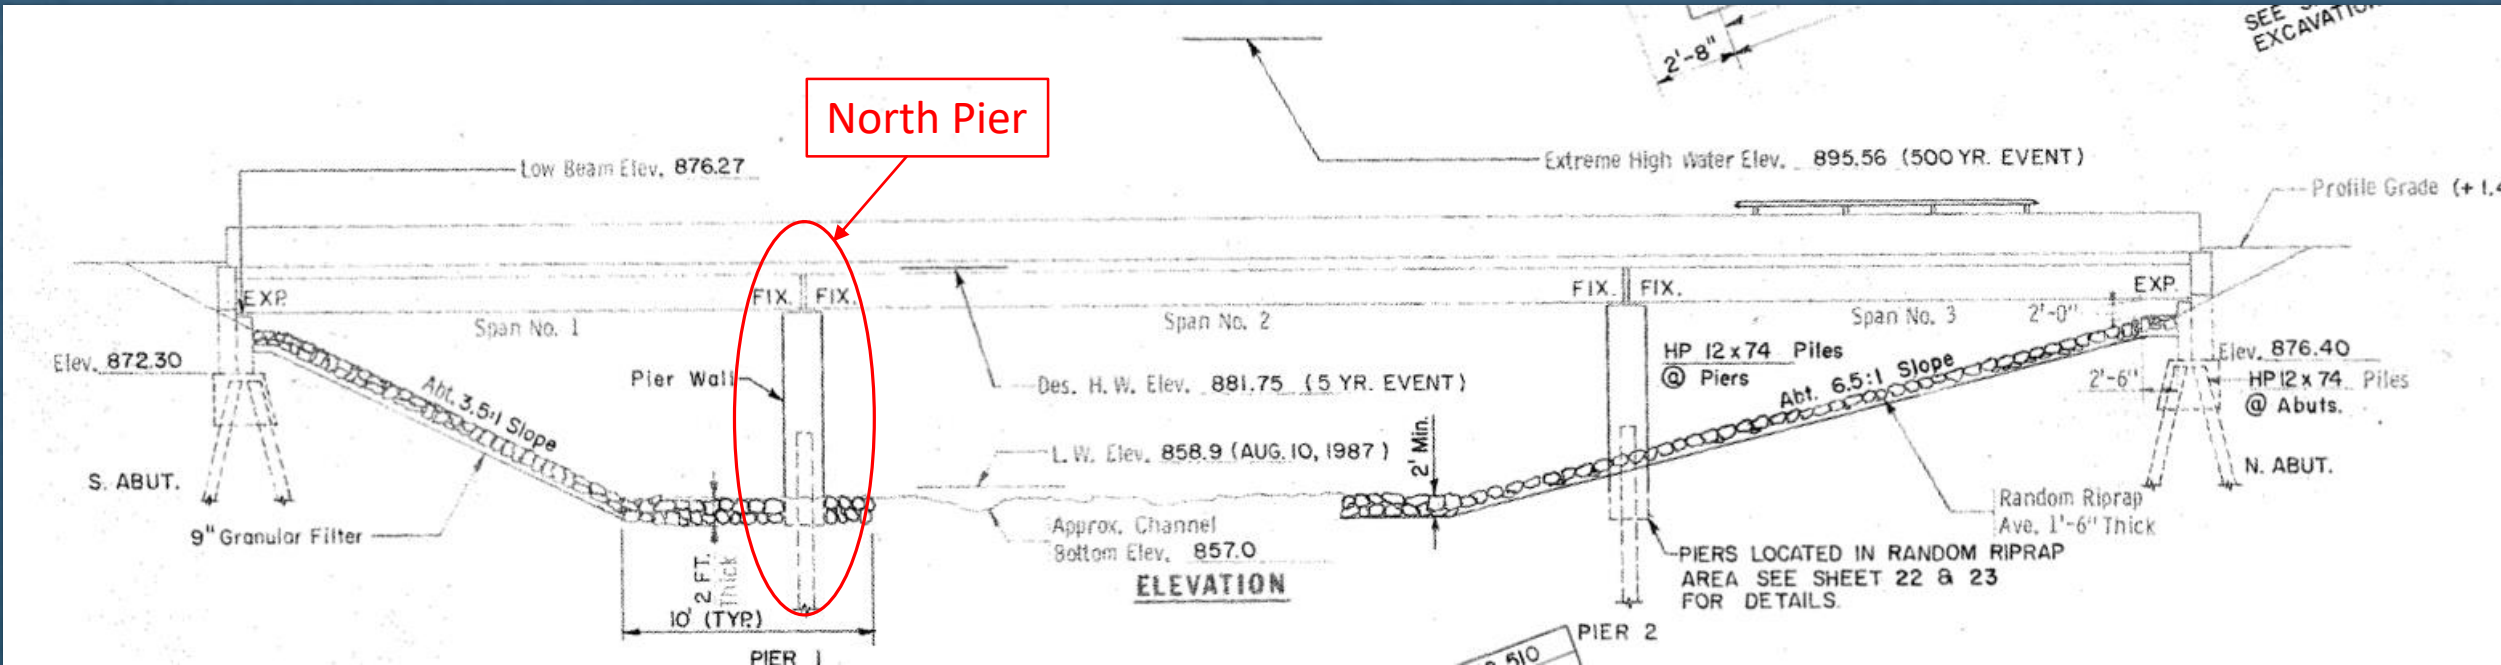 SEE
EXCAVATION
2'-8"
North Pier
Low Beam Elev. 876.27
Extreme High Water Elev. 895.56 (500 YR. EVENT)
Profile Grade (+ 1.4
EXP.
FIX. FIX.
FIX. FIX.
EXP.
Span No. 1
Span No. 2
Span No. 3
2'-0"
Elev. 872.30
Abt. 3.5:1 Slope
Pier Wall
Des. H. W. Elev. 881.75 (5 YR. EVENT)
HP 12 x 74 Piles
@ Piers
Abt. 6.5:1 Slope
Elev. 876.40
2'-6"
HP 12 x 74 Piles
@ Abuts.
L. W. Elev. 858.9 (AUG. 10, 1987)
2' Min.
S. ABUT.
N. ABUT.
9" Granular Filter
2 FT.
Thick
10' (TYP.)
Approx. Channel
Bottom Elev. 857.0
ELEVATION
Random Riprap
Ave. 1'-6" Thick
PIERS LOCATED IN RANDOM RIPRAP
AREA SEE SHEET 22 & 23
FOR DETAILS.
PIER 1
PIER 2
510